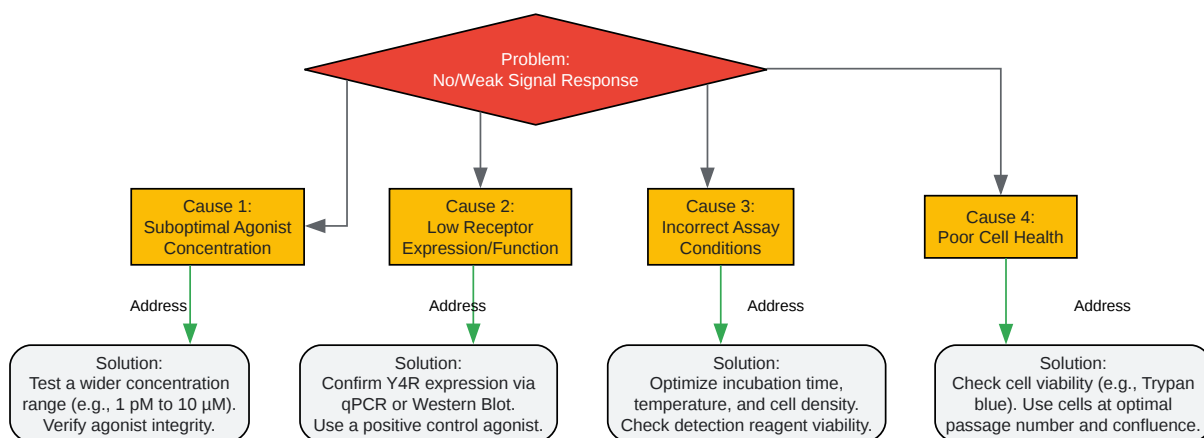 Problem:
No/Weak Signal Response
Cause 1:
Suboptimal Agonist
Concentration
Cause 2:
Low Receptor
Expression/Function
Cause 3:
Incorrect Assay
Conditions
Cause 4:
Poor Cell Health
Address
Address
Address
Address
Solution:
Test a wider concentration
range (e.g., 1 pM to 10 µM).
Verify agonist integrity.
Solution:
Confirm Y4R expression via
qPCR or Western Blot.
Use a positive control agonist.
Solution:
Optimize incubation time,
temperature, and cell density.
Check detection reagent viability.
Solution:
Check cell viability (e.g., Trypan
blue). Use cells at optimal
passage number and confluence.